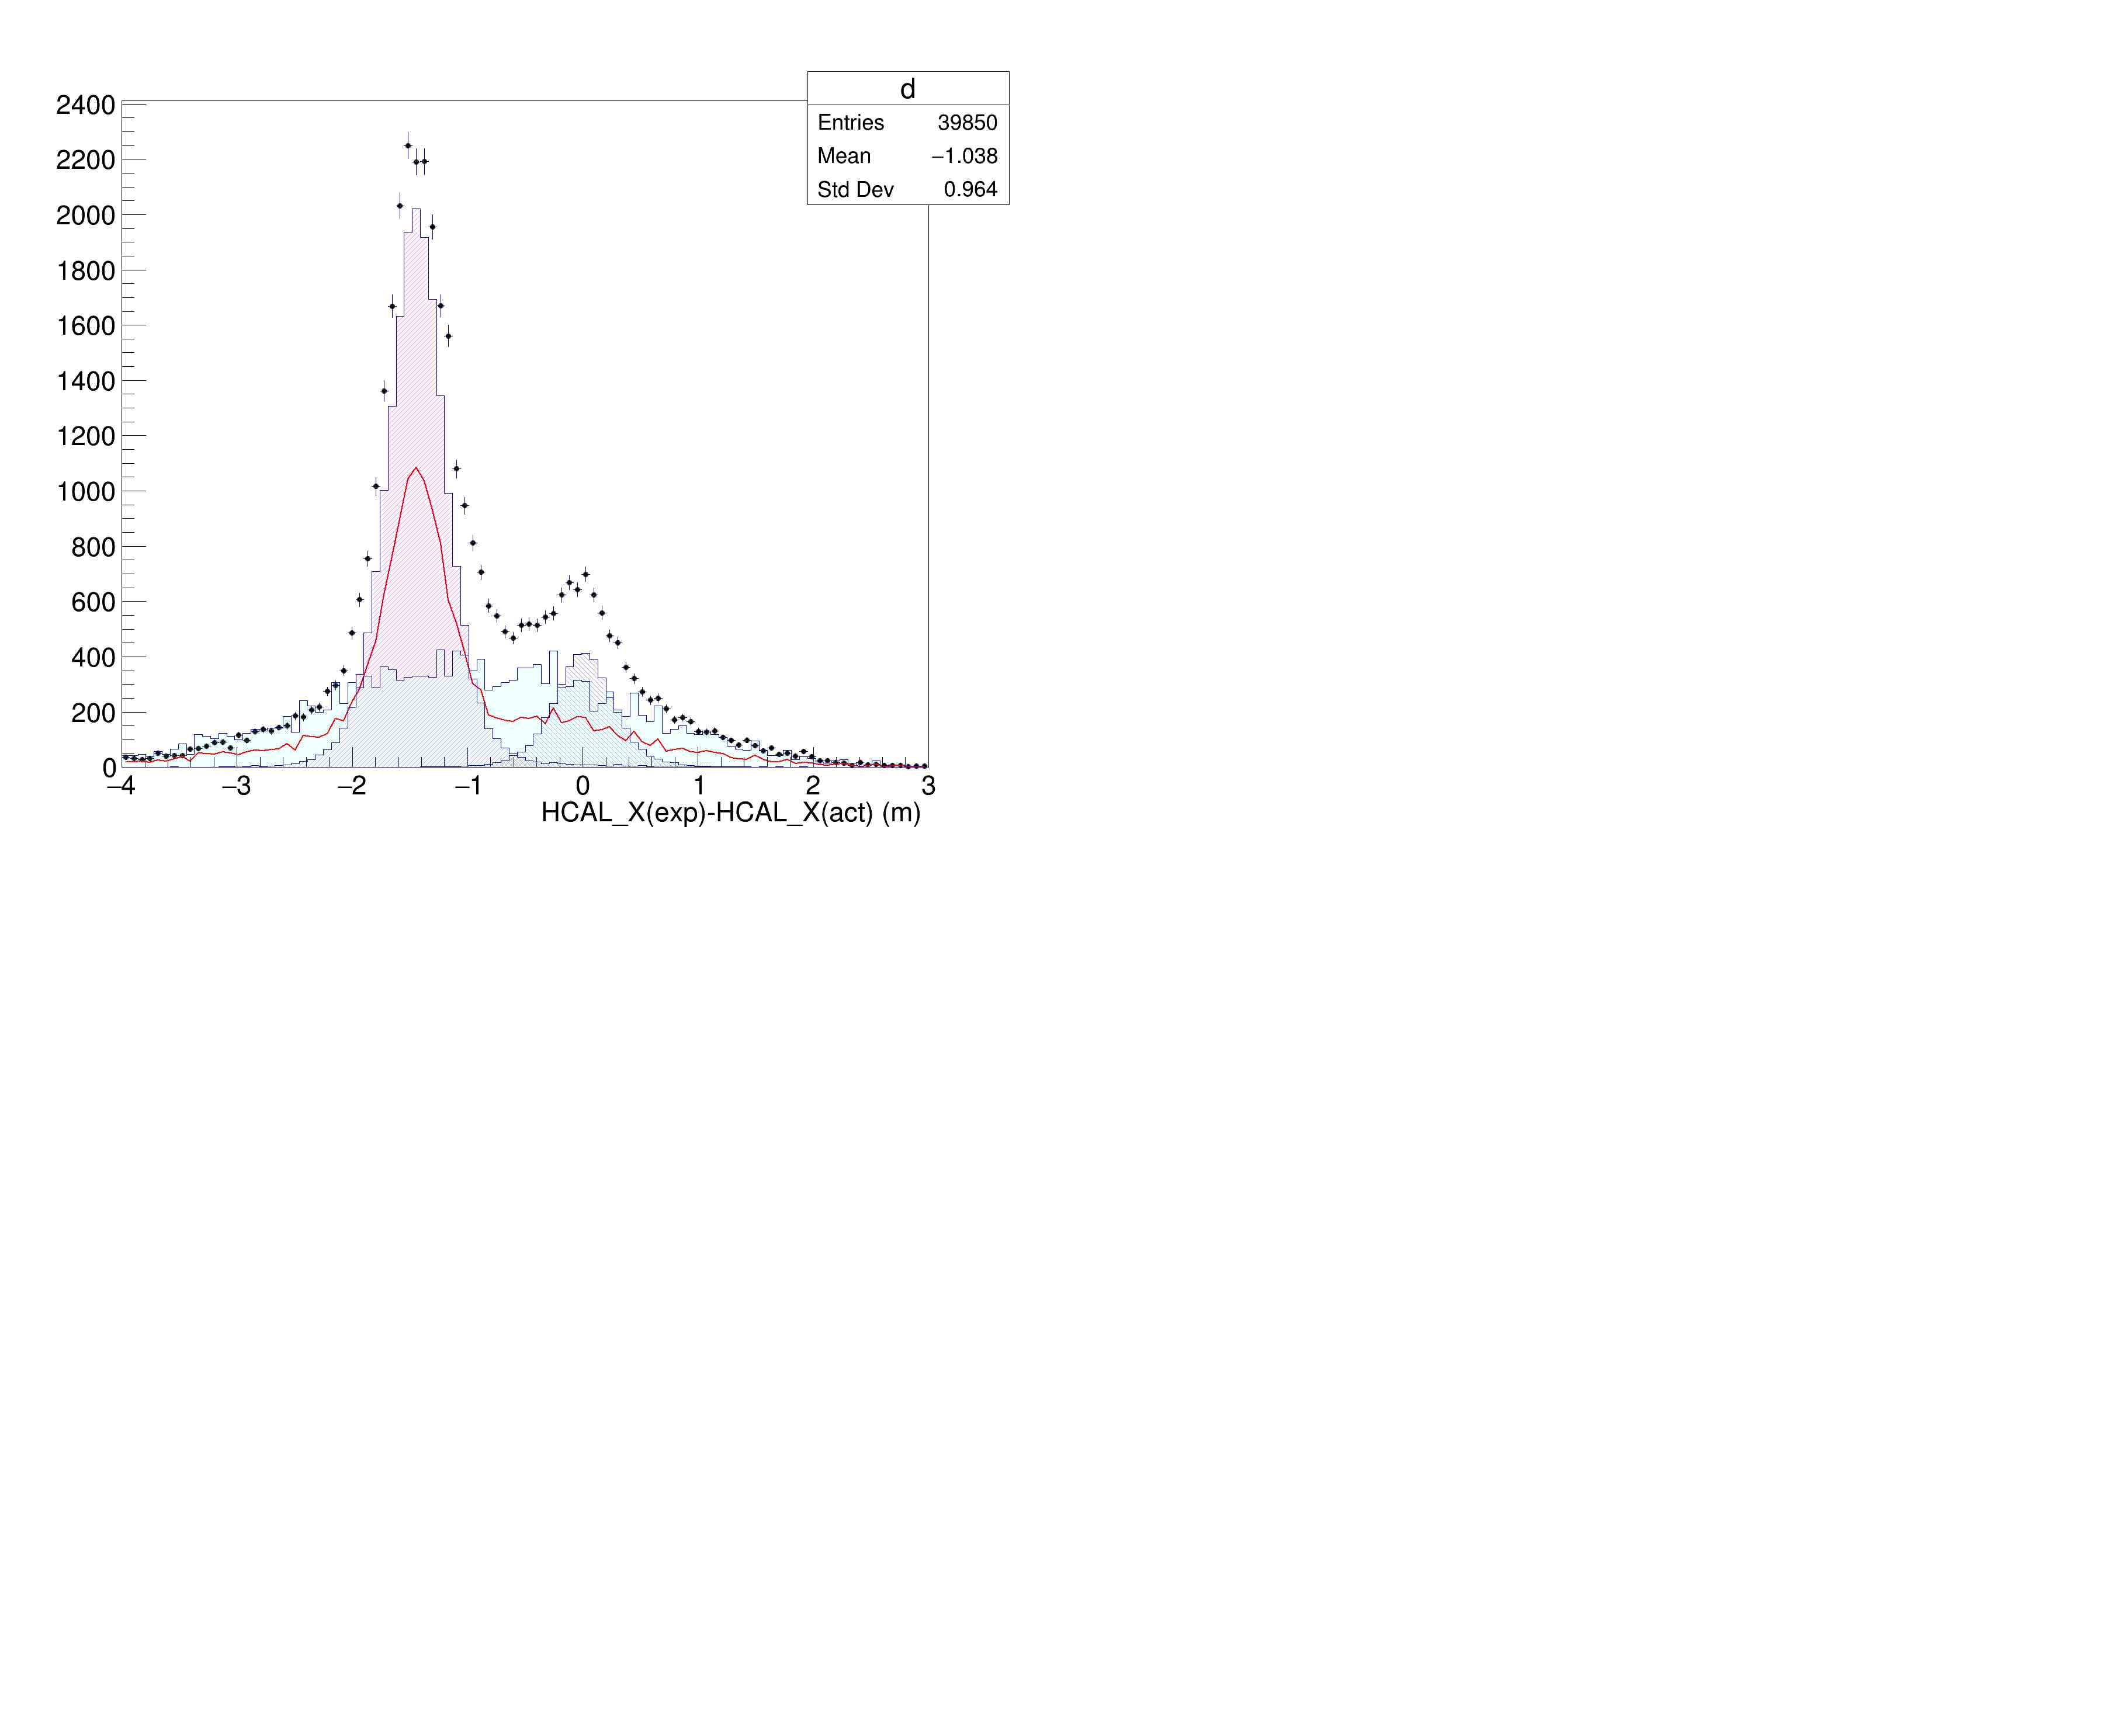 d
Entries 39850
Mean −1.038
Std Dev 0.964
2400
2200
2000
1800
1600
1400
1200
1000
800
600
400
200
0
−4 −3 −2 −1 0 1 2 3
HCAL_X(exp)-HCAL_X(act) (m)